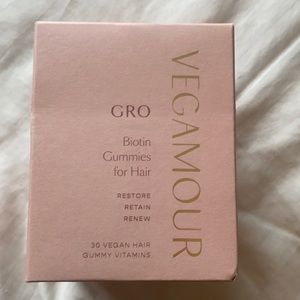 GRO
Biotin
Gummies
for Hair
RESTORE
RETAIN
RENEW
30 VEGAN HAIR
GUMMY VITAMINS
VEGAMOUR